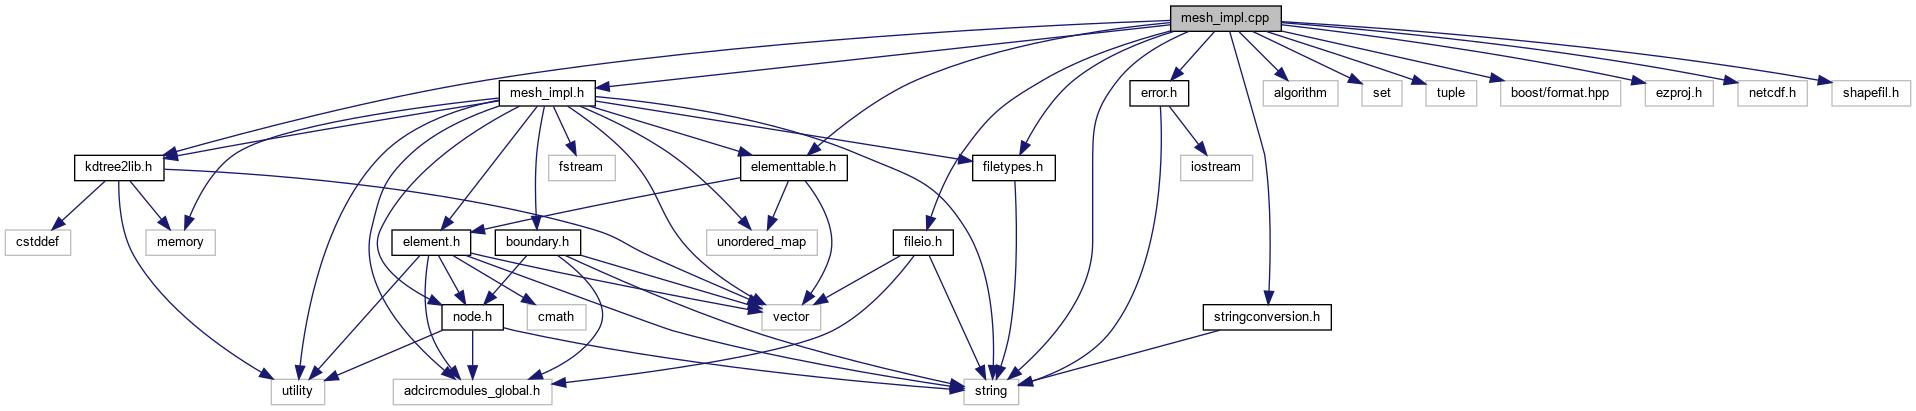 mesh_impl.cpp
mesh_impl.h
error.h
algorithm
set
tuple
boost/format.hpp
ezproj.h
netcdf.h
shapefil.h
kdtree2lib.h
fstream
elementtable.h
filetypes.h
iostream
cstddef
memory
element.h
boundary.h
unordered_map
fileio.h
node.h
cmath
vector
stringconversion.h
utility
adcircmodules_global.h
string